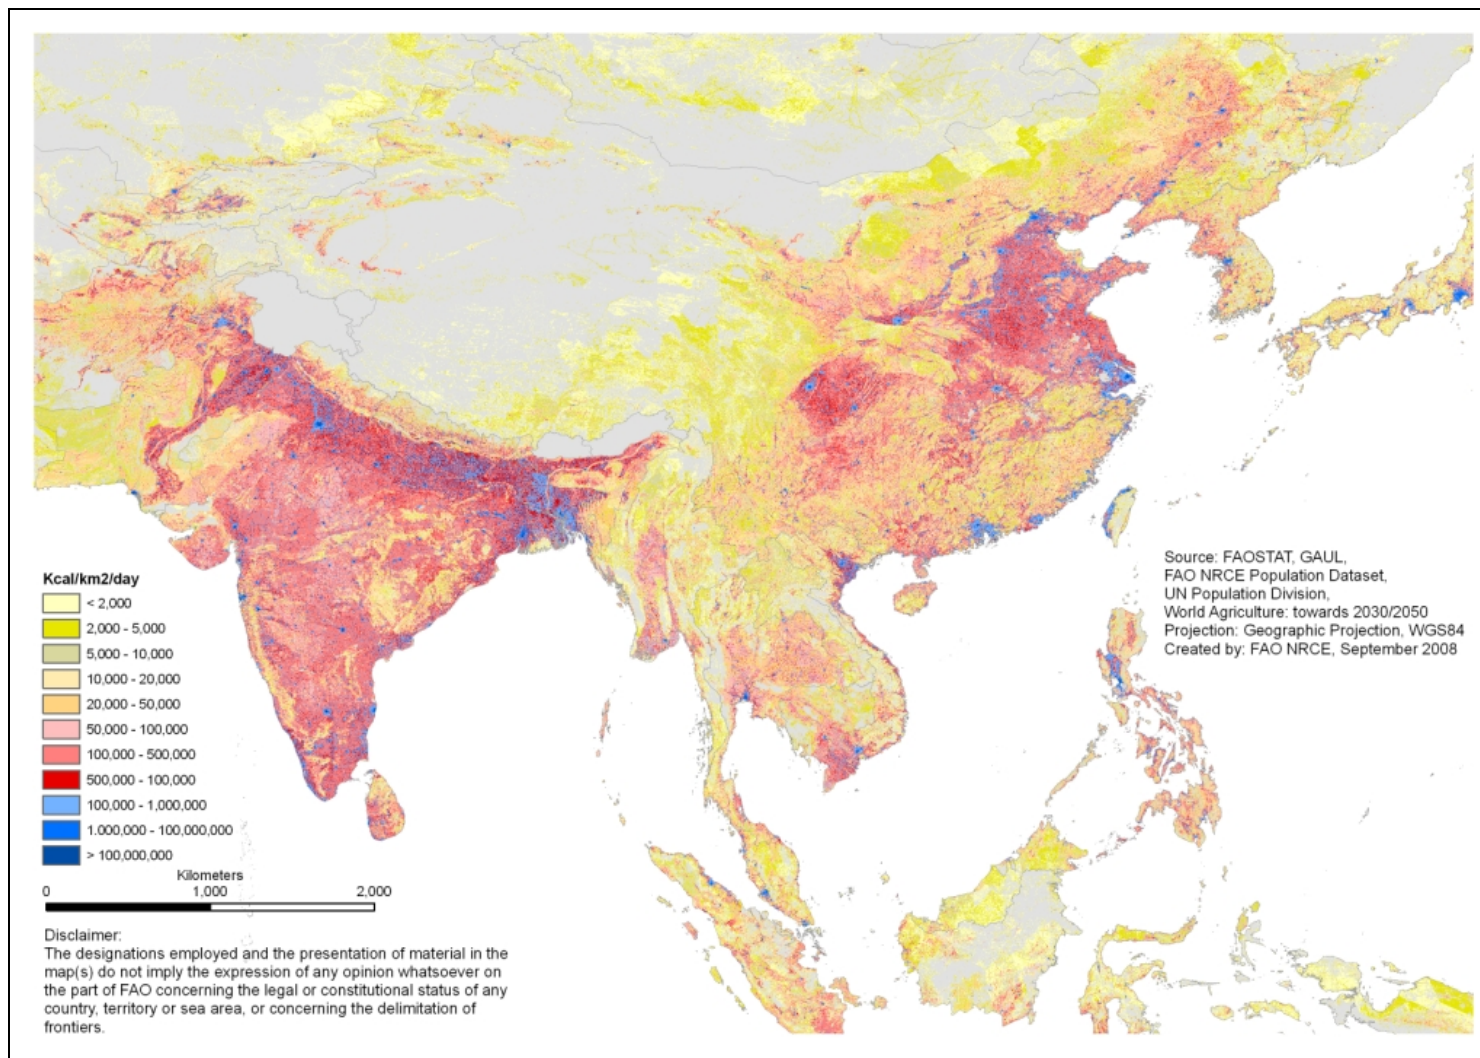 Kcal/km2/day
< 2,000
2,000 - 5,000
5,000 - 10,000
10,000 - 20,000
20,000 - 50,000
50,000 - 100,000
100,000 - 500,000
500,000 - 100,000
100,000 - 1,000,000
1.000,000 - 100,000,000
> 100,000,000
Kilometers
0 1,000 2,000
Disclaimer:
The designations employed and the presentation of material in the
map(s) do not imply the expression of any opinion whatsoever on
the part of FAO concerning the legal or constitutional status of any
country, territory or sea area, or concerning the delimitation of
frontiers.
Source: FAOSTAT, GAUL,
FAO NRCE Population Dataset,
UN Population Division,
World Agriculture: towards 2030/2050
Projection: Geographic Projection, WGS84
Created by: FAO NRCE, September 2008